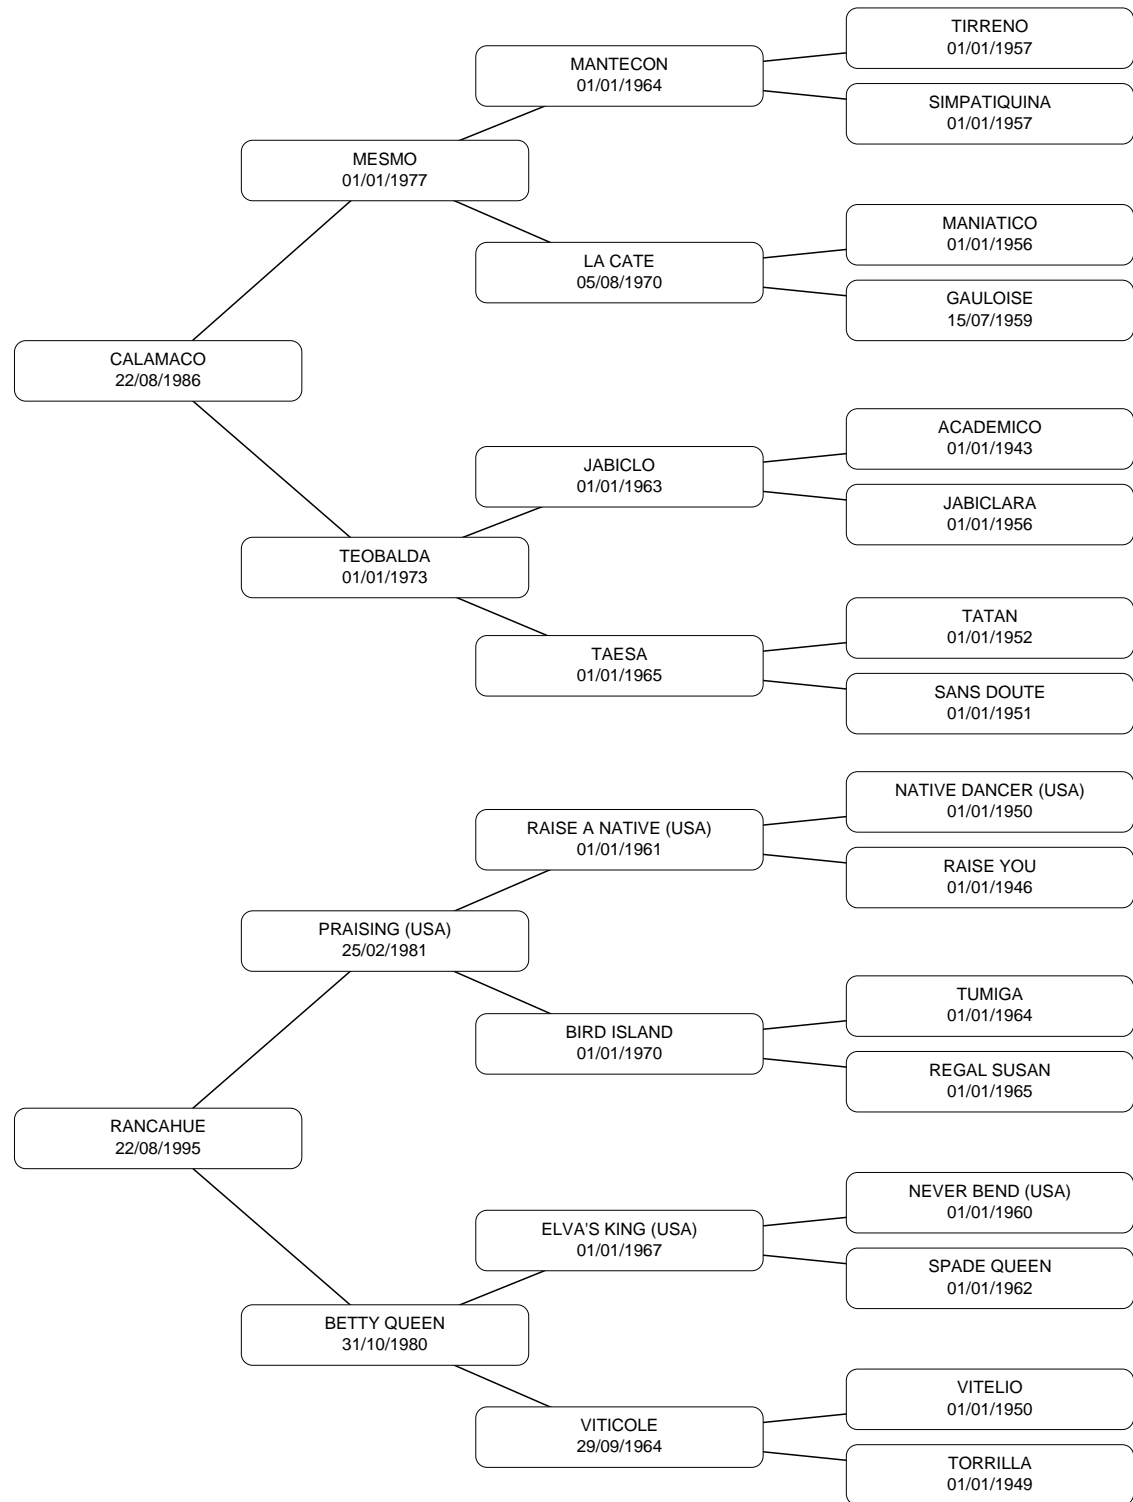 TIRRENO
01/01/1957
MANTECON
01/01/1964
SIMPATIQUINA
01/01/1957
MESMO
01/01/1977
MANIATICO
01/01/1956
LA CATE
05/08/1970
GAULOISE
15/07/1959
CALAMACO
22/08/1986
ACADEMICO
01/01/1943
JABICLO
01/01/1963
JABICLARA
01/01/1956
TEOBALDA
01/01/1973
TATAN
01/01/1952
TAESA
01/01/1965
SANS DOUTE
01/01/1951
NATIVE DANCER (USA)
01/01/1950
RAISE A NATIVE (USA)
01/01/1961
RAISE YOU
01/01/1946
PRAISING (USA)
25/02/1981
TUMIGA
01/01/1964
BIRD ISLAND
01/01/1970
REGAL SUSAN
01/01/1965
RANCAHUE
22/08/1995
NEVER BEND (USA)
01/01/1960
ELVA'S KING (USA)
01/01/1967
SPADE QUEEN
01/01/1962
BETTY QUEEN
31/10/1980
VITELIO
01/01/1950
VITICOLE
29/09/1964
TORRILLA
01/01/1949